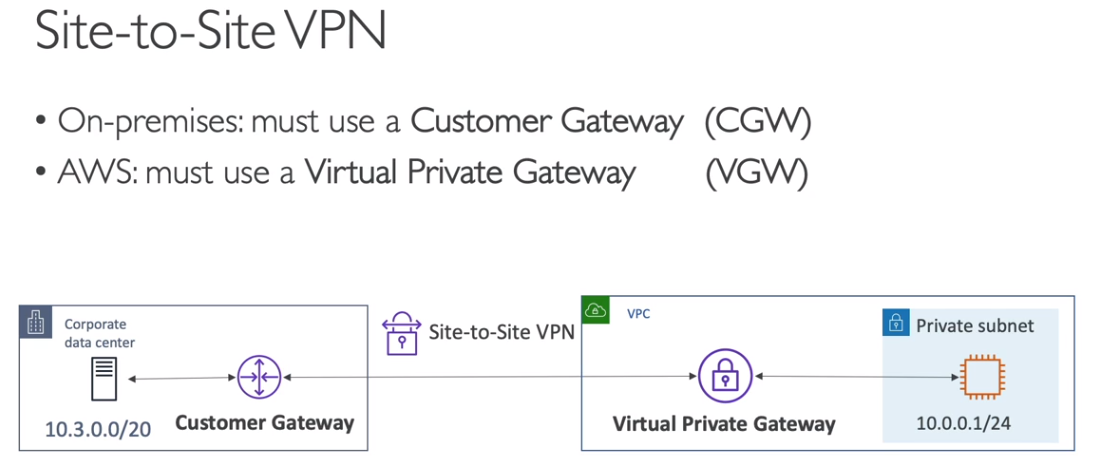 Site-to-Site VPN
• On-premises: must use a Customer Gateway (CGW)
• AWS: must use a Virtual Private Gateway (VGW)
Corporate
data center
10.3.0.0/20
Customer Gateway
Site-to-Site VPN
VPC
Virtual Private Gateway
Private subnet
10.0.0.1/24